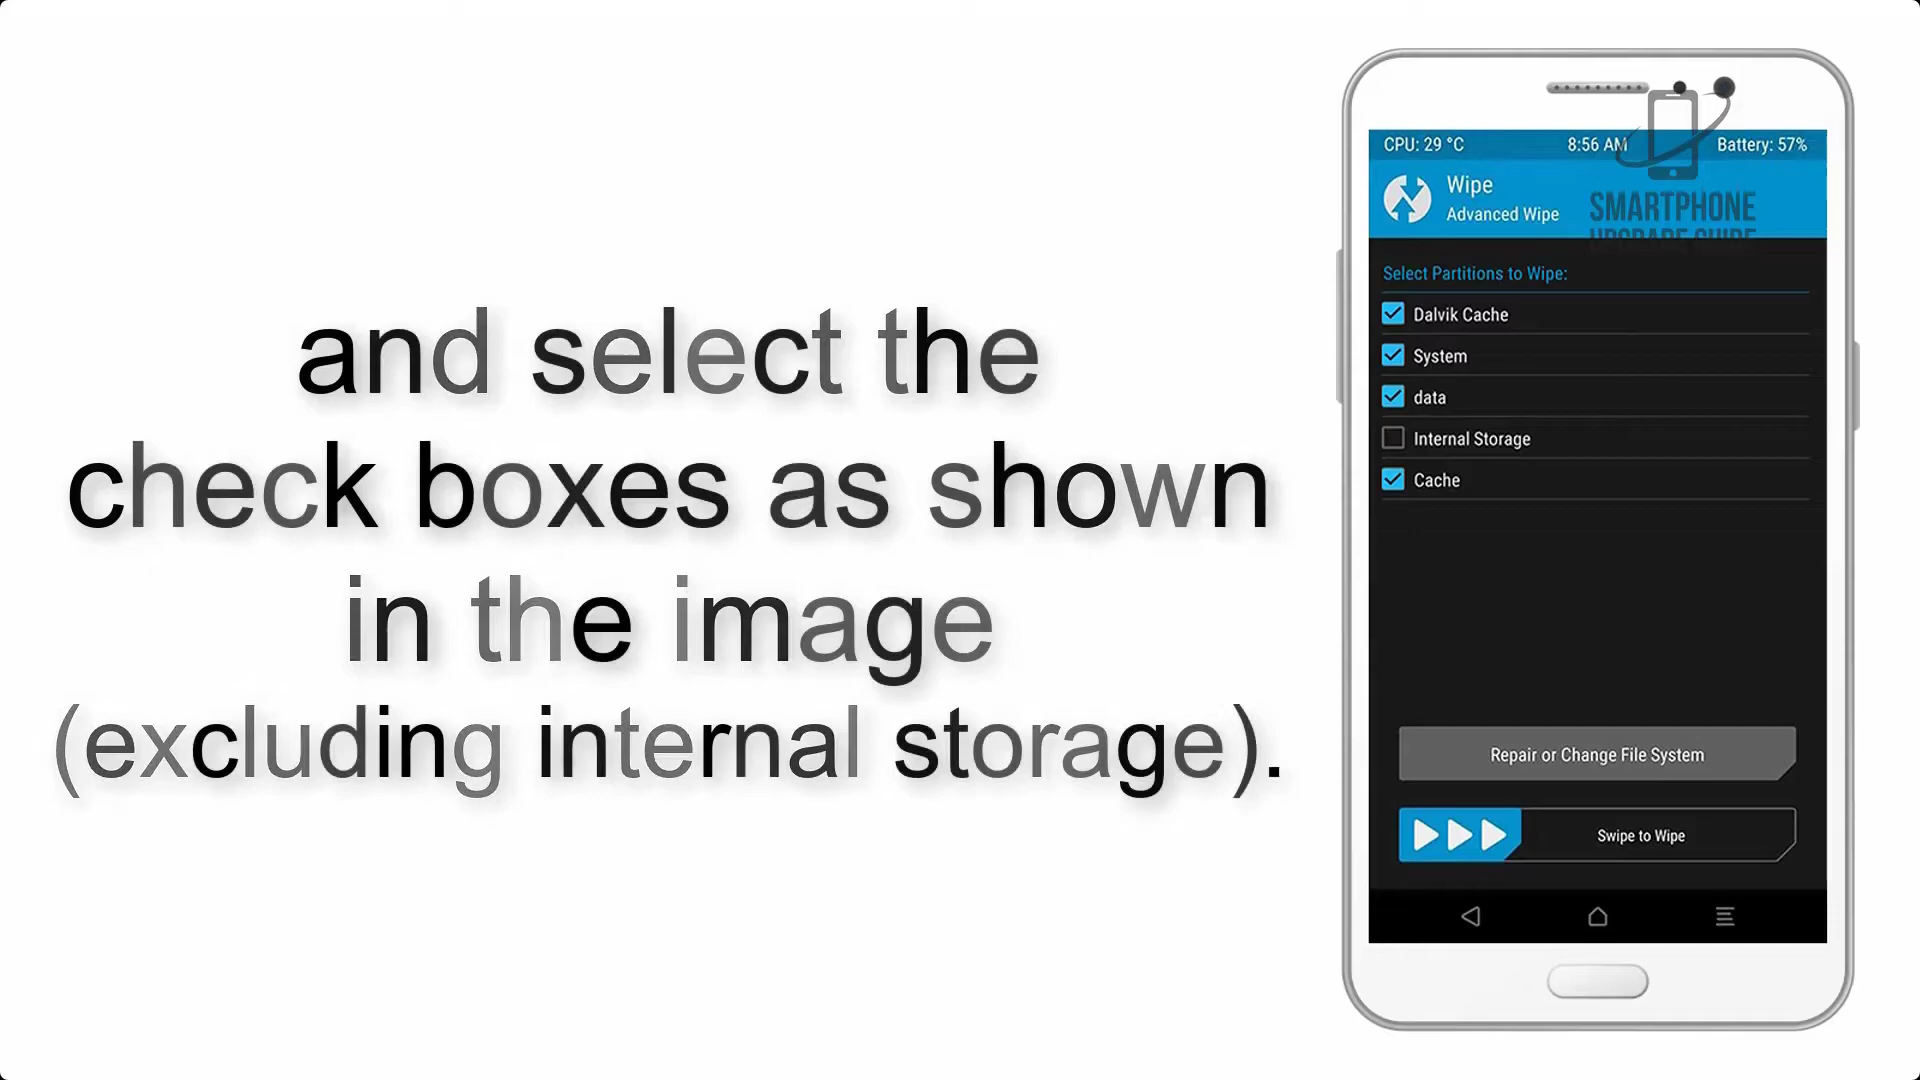 and select the
check boxes as shown
in the image
(excluding internal storage).
CPU: 29 °C 8:56 AM Battery: 57%
Wipe
Advanced Wipe
SMARTPHONE
UPGRADE GUIDE
Select Partitions to Wipe:
Dalvik Cache
System
data
Internal Storage
Cache
Repair or Change File System
Swipe to Wipe